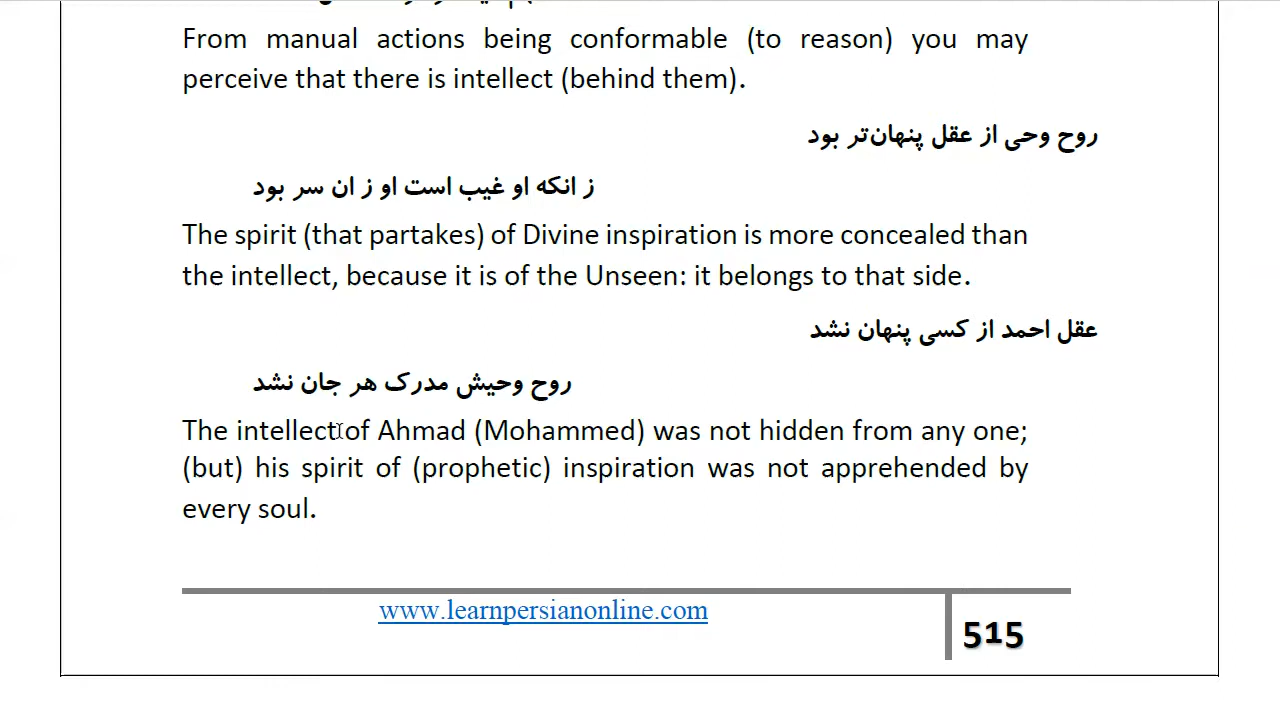 From manual actions being conformable (to reason) you may
perceive that there is intellect (behind them).
روح وحی از عقل پنهان‌تر بود
ز انکه او غیب است او ز ان سر بود
The spirit (that partakes) of Divine inspiration is more concealed than
the intellect, because it is of the Unseen: it belongs to that side.
عقل احمد از کسی پنهان نشد
روح وحیش مدرک هر جان نشد
The intellect of Ahmad (Mohammed) was not hidden from any one;
(but) his spirit of (prophetic) inspiration was not apprehended by
every soul.
www.learnpersianonline.com
515